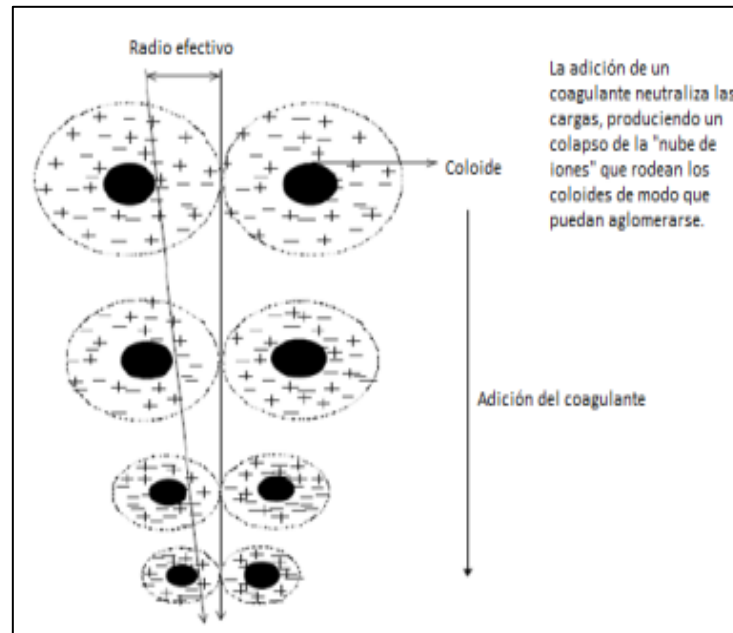 Radio efectivo
La adición de un
coagulante neutraliza las
cargas, produciendo un
colapso de la "nube de
iones" que rodean los
coloides de modo que
puedan aglomerarse.
Coloide
Adición del coagulante